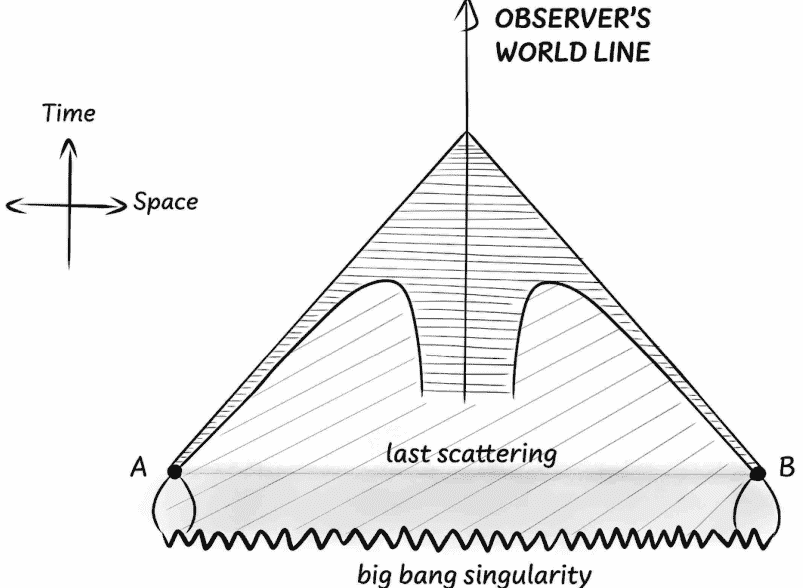 OBSERVER'S
WORLD LINE
Time
Space
A
last scattering
B
big bang singularity